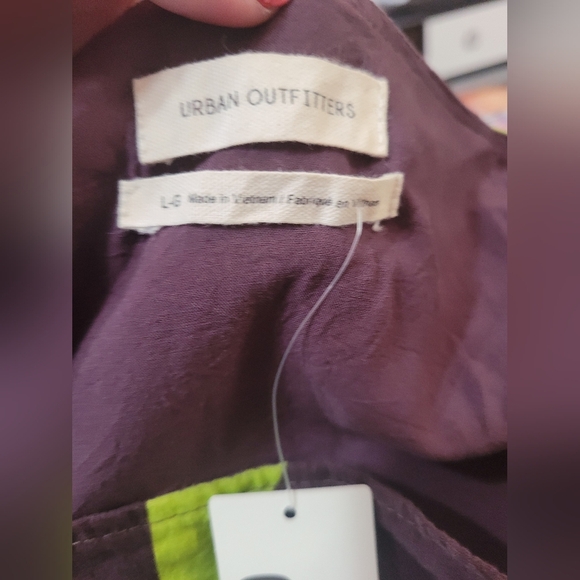 URBAN OUTFITTERS
L-G Made in Vietnam / Fabriqué en Vietnam